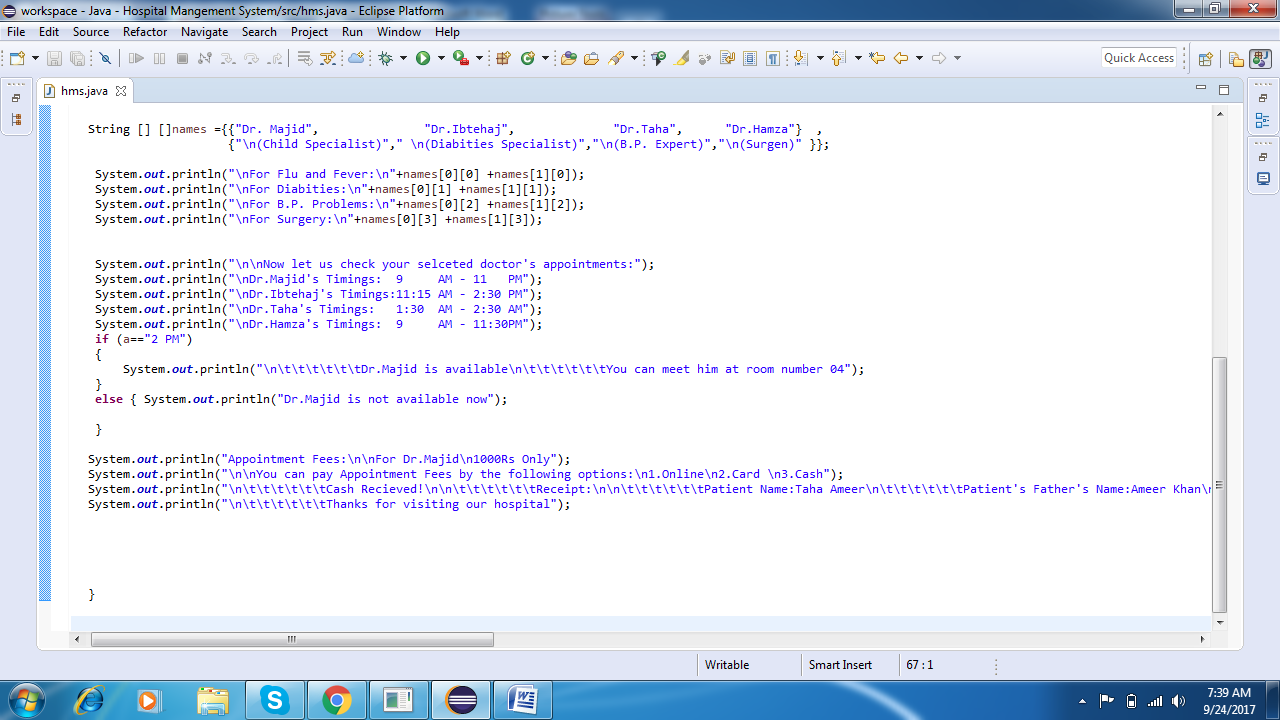 workspace - Java - Hospital Mangement System/src/hms.java - Eclipse Platform
File Edit Source Refactor Navigate Search Project Run Window Help
Quick Access
hms.java
String [] []names ={{"Dr. Majid", "Dr.Ibtehaj", "Dr.Taha", "Dr.Hamza"} ,
{"\n(Child Specialist)"," \n(Diabities Specialist)","\n(B.P. Expert)","\n(Surgen)" }};
System.out.println("\nFor Flu and Fever:\n"+names[0][0] +names[1][0]);
System.out.println("\nFor Diabities:\n"+names[0][1] +names[1][1]);
System.out.println("\nFor B.P. Problems:\n"+names[0][2] +names[1][2]);
System.out.println("\nFor Surgery:\n"+names[0][3] +names[1][3]);
System.out.println("\n\nNow let us check your selceted doctor's appointments:");
System.out.println("\nDr.Majid's Timings:  9     AM - 11   PM");
System.out.println("\nDr.Ibtehaj's Timings:11:15 AM - 2:30 PM");
System.out.println("\nDr.Taha's Timings:   1:30  AM - 2:30 AM");
System.out.println("\nDr.Hamza's Timings:  9     AM - 11:30PM");
if (a=="2 PM")
{
System.out.println("\n\t\t\t\t\t\tDr.Majid is available\n\t\t\t\t\t\tYou can meet him at room number 04");
}
else { System.out.println("Dr.Majid is not available now");
}
System.out.println("Appointment Fees:\n\nFor Dr.Majid\n1000Rs Only");
System.out.println("\n\nYou can pay Appointment Fees by the following options:\n1.Online\n2.Card \n3.Cash");
System.out.println("\n\t\t\t\t\t\t\tCash Recieved!\n\n\t\t\t\t\t\t\tReceipt:\n\n\t\t\t\t\t\t\tPatient Name:Taha Ameer\n\t\t\t\t\t\tPatient's Father's Name:Ameer Khan\n
System.out.println("\n\t\t\t\t\t\t\tThanks for visiting our hospital");
}
Writable Smart Insert 67 : 1
7:39 AM
9/24/2017